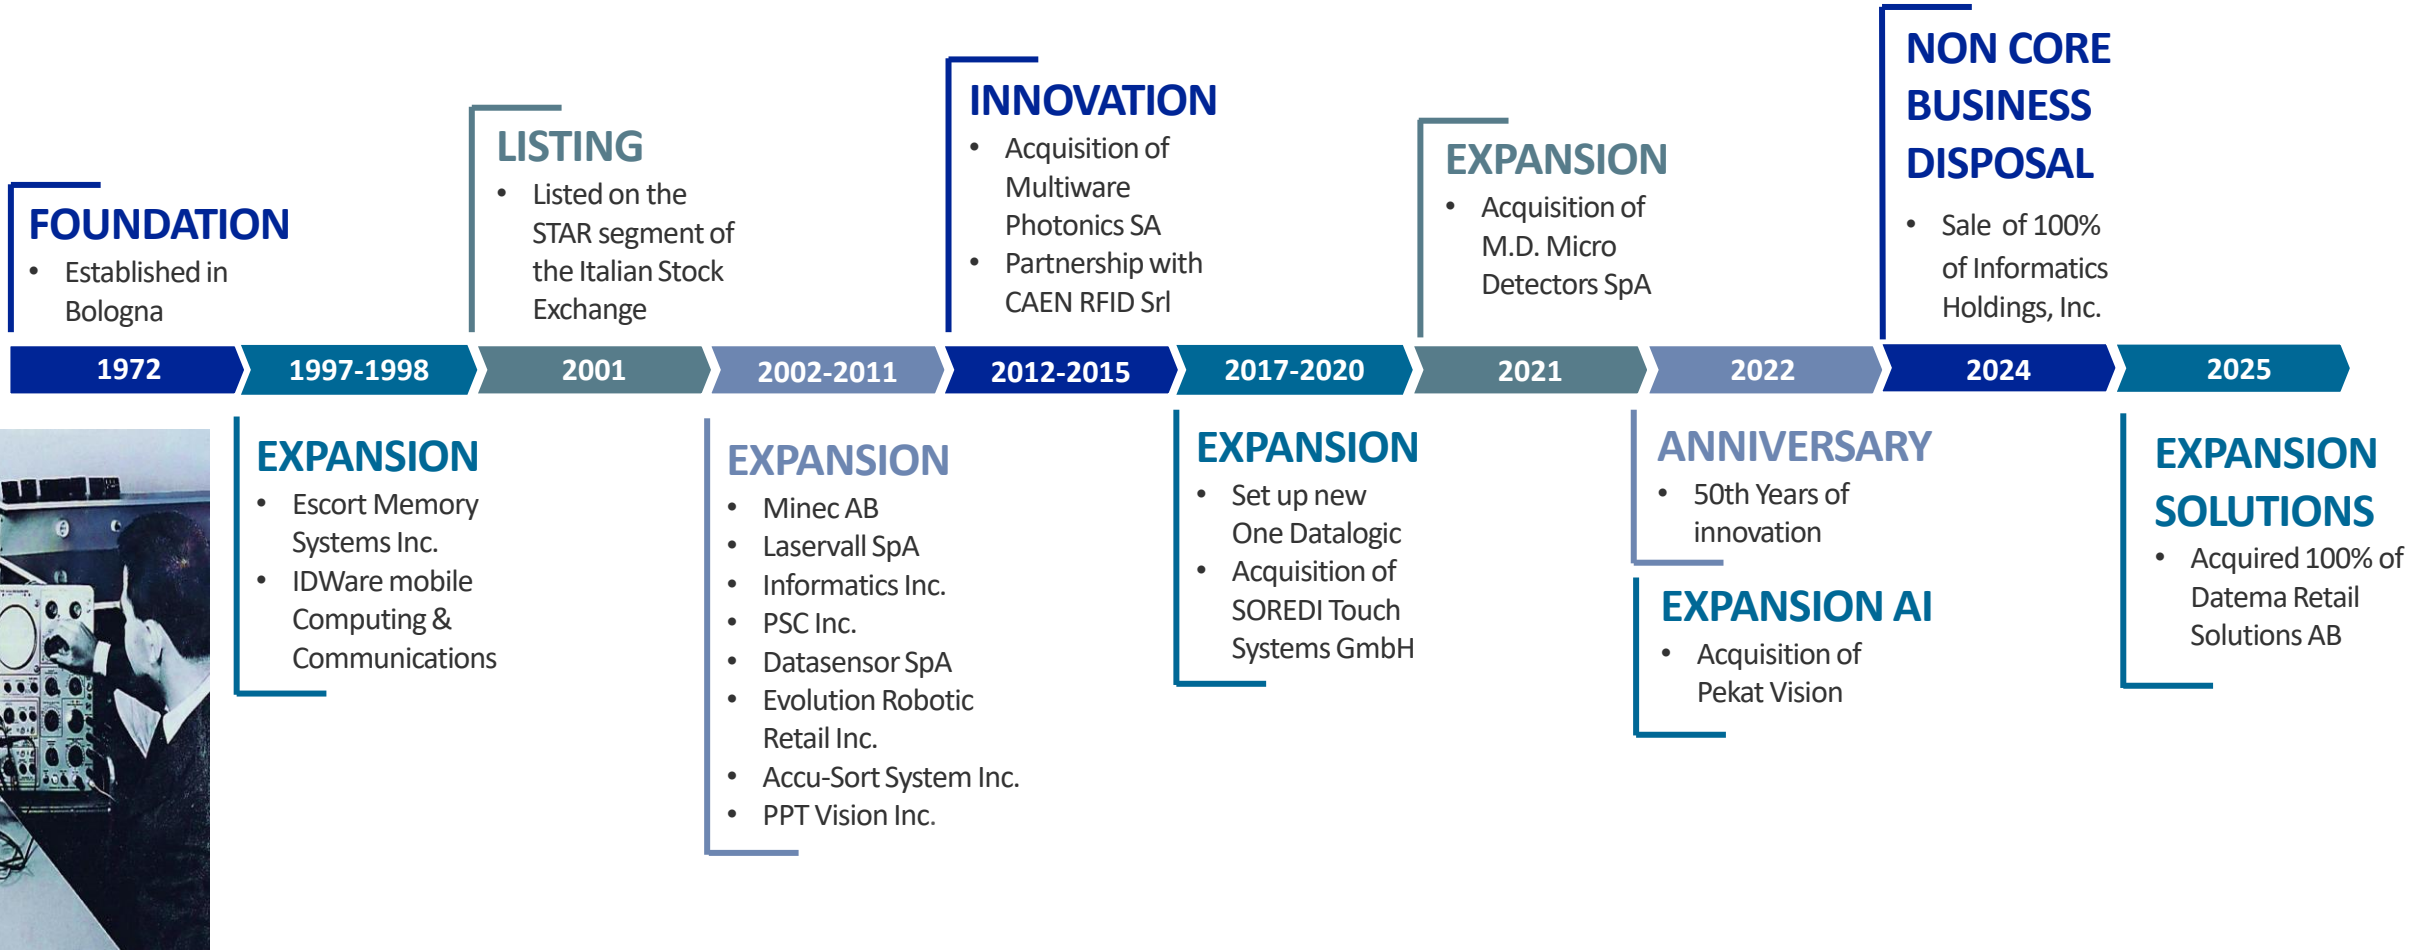 FOUNDATION
• Established in
Bologna
1972
1997-1998
EXPANSION
• Escort Memory
Systems Inc.
• IDWare mobile
Computing &
Communications
LISTING
• Listed on the
STAR segment of
the Italian Stock
Exchange
2001
2002-2011
EXPANSION
• Minec AB
• Laservall SpA
• Informatics Inc.
• PSC Inc.
• Datasensor SpA
• Evolution Robotic
Retail Inc.
• Accu-Sort System Inc.
• PPT Vision Inc.
INNOVATION
• Acquisition of
Multiware
Photonics SA
• Partnership with
CAEN RFID Srl
2012-2015
2017-2020
EXPANSION
• Set up new
One Datalogic
• Acquisition of
SOREDI Touch
Systems GmbH
EXPANSION
• Acquisition of
M.D. Micro
Detectors SpA
2021
2022
ANNIVERSARY
• 50th Years of
innovation
EXPANSION AI
• Acquisition of
Pekat Vision
NON CORE
BUSINESS
DISPOSAL
• Sale of 100%
of Informatics
Holdings, Inc.
2024
2025
EXPANSION
SOLUTIONS
• Acquired 100% of
Datema Retail
Solutions AB